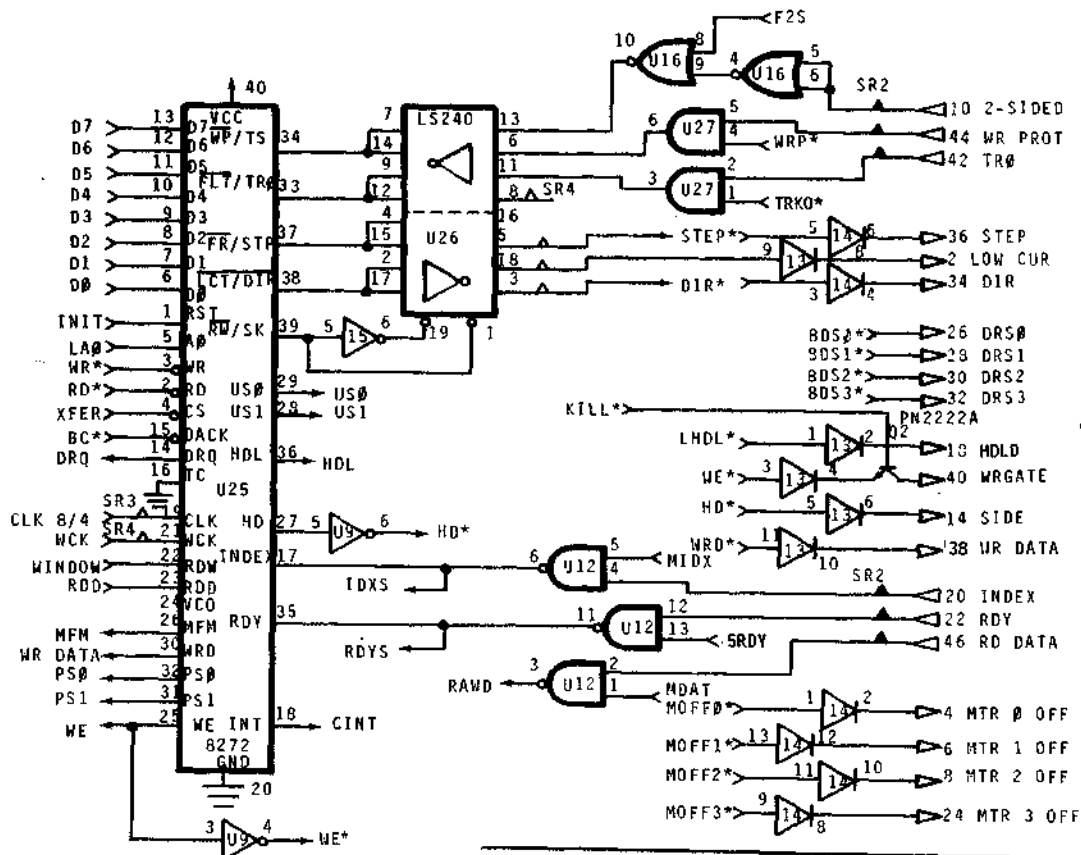 F2S
10
8
9
U16
4
U16
5
6
SR2
10 2-SIDED
40
VCC
LS240
D7
13
D7
WP/TS
34
7
14
13
6
6
U27
5
4
WRP*
44 WR PROT
D6
12
D6
D5
11
D5
FLT/TRØ
33
9
12
11
8
SR4
3
U27
2
1
TRKO*
42 TRØ
D4
10
D4
D3
9
D3
4
15
16
5
U26
D2
8
D2
FR/STP
37
STEP*
5
14
6
36 STEP
D1
7
D1
2
17
18
3
9
13
8
2 LOW CUR
DØ
6
DØ
LCT/DIR
38
DIR*
3
14
4
34 DIR
INIT
1
RST
RW/SK
39
5
15
6
19
1
LAØ
5
AØ
BDSØ*
26 DRSØ
WR*
3
WR
BDS1*
28 DRS1
RD*
2
RD
USØ
29
USØ
BDS2*
30 DRS2
XFER
4
CS
US1
28
US1
BDS3*
32 DRS3
KILL*
PN2222A
Q2
BC*
15
DACK
DRQ
14
DRQ
HDL
36
HDL
LHDL*
1
13
2
18 HDLD
16
TC
WE*
3
13
4
40 WRGATE
U25
SR3
CLK 8/4
19
CLK
HD
27
5
U9
6
HD*
HD*
5
13
6
14 SIDE
SR4
WCK
21
WCK
WRD*
11
13
10
38 WR DATA
WINDOW
22
RDW
INDEX
17
IDXS
6
U12
5
4
MIDX
SR2
20 INDEX
RDD
23
RDD
24
VCO
MFM
26
MFM
RDY
35
RDYS
11
U12
12
13
SRDY
22 RDY
WR DATA
30
WRD
46 RD DATA
PSØ
32
PSØ
RAWD
3
U12
2
1
MDAT
PS1
31
PS1
MOFFØ*
1
14
2
4 MTR Ø OFF
WE
25
WE
INT
18
CINT
MOFF1*
13
14
12
6 MTR 1 OFF
8272
GND
20
MOFF2*
11
14
10
8 MTR 2 OFF
MOFF3*
9
14
8
24 MTR 3 OFF
3
U9
4
WE*